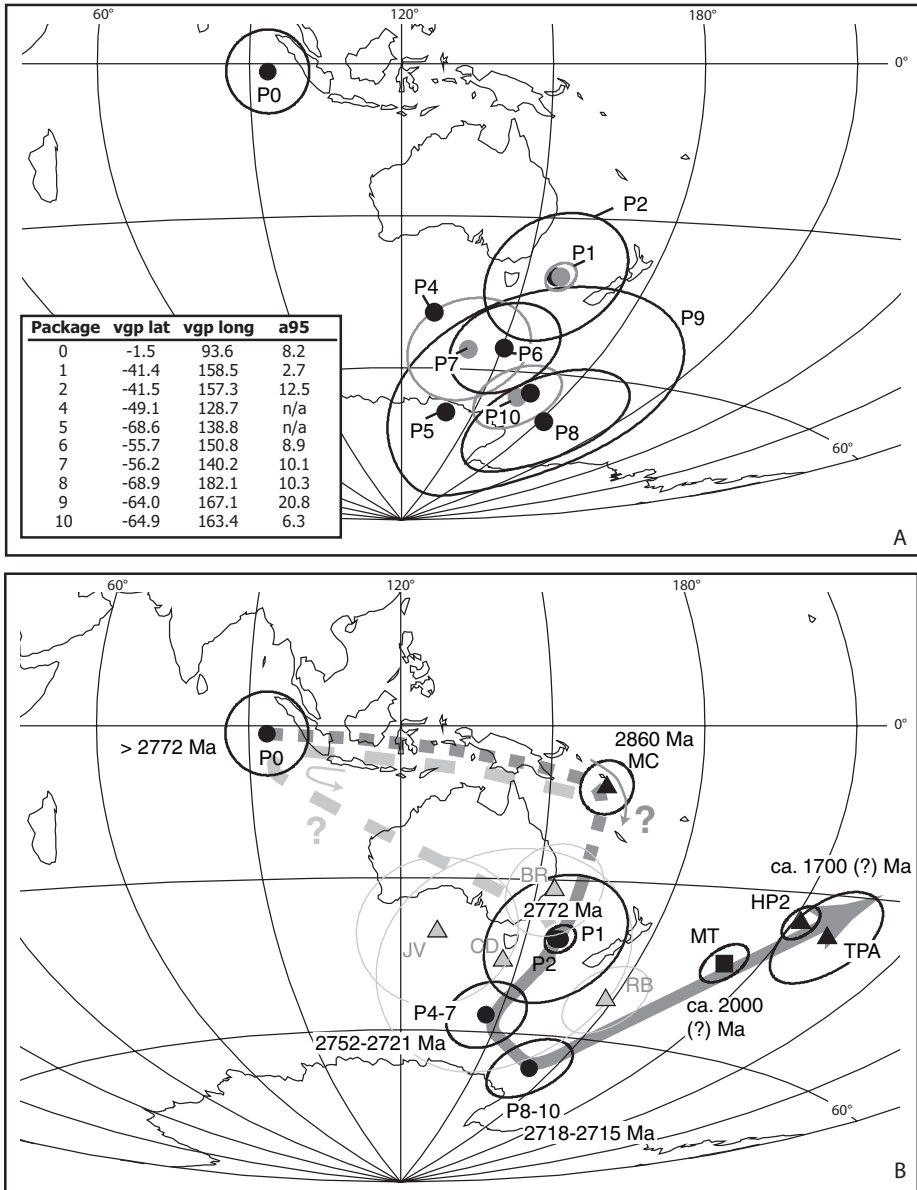 60° 120° 180°
0°
P0
P2
P1
P4
P9
P7 P6
P10
P5 P8
60°
Package vgp lat vgp long a95
0 -1.5 93.6 8.2
1 -41.4 158.5 2.7
2 -41.5 157.3 12.5
4 -49.1 128.7 n/a
5 -68.6 138.8 n/a
6 -55.7 150.8 8.9
7 -56.2 140.2 10.1
8 -68.9 182.1 10.3
9 -64.0 167.1 20.8
10 -64.9 163.4 6.3
A
60° 120° 180°
0°
> 2772 Ma
P0
2860 Ma
MC
?
?
ca. 1700 (?) Ma
BR
HP2
2772 Ma
P1
JV
OD
P2
MT
TPA
RB
P4-7
ca. 2000
(?) Ma
2752-2721 Ma
P8-10
2718-2715 Ma
60°
B